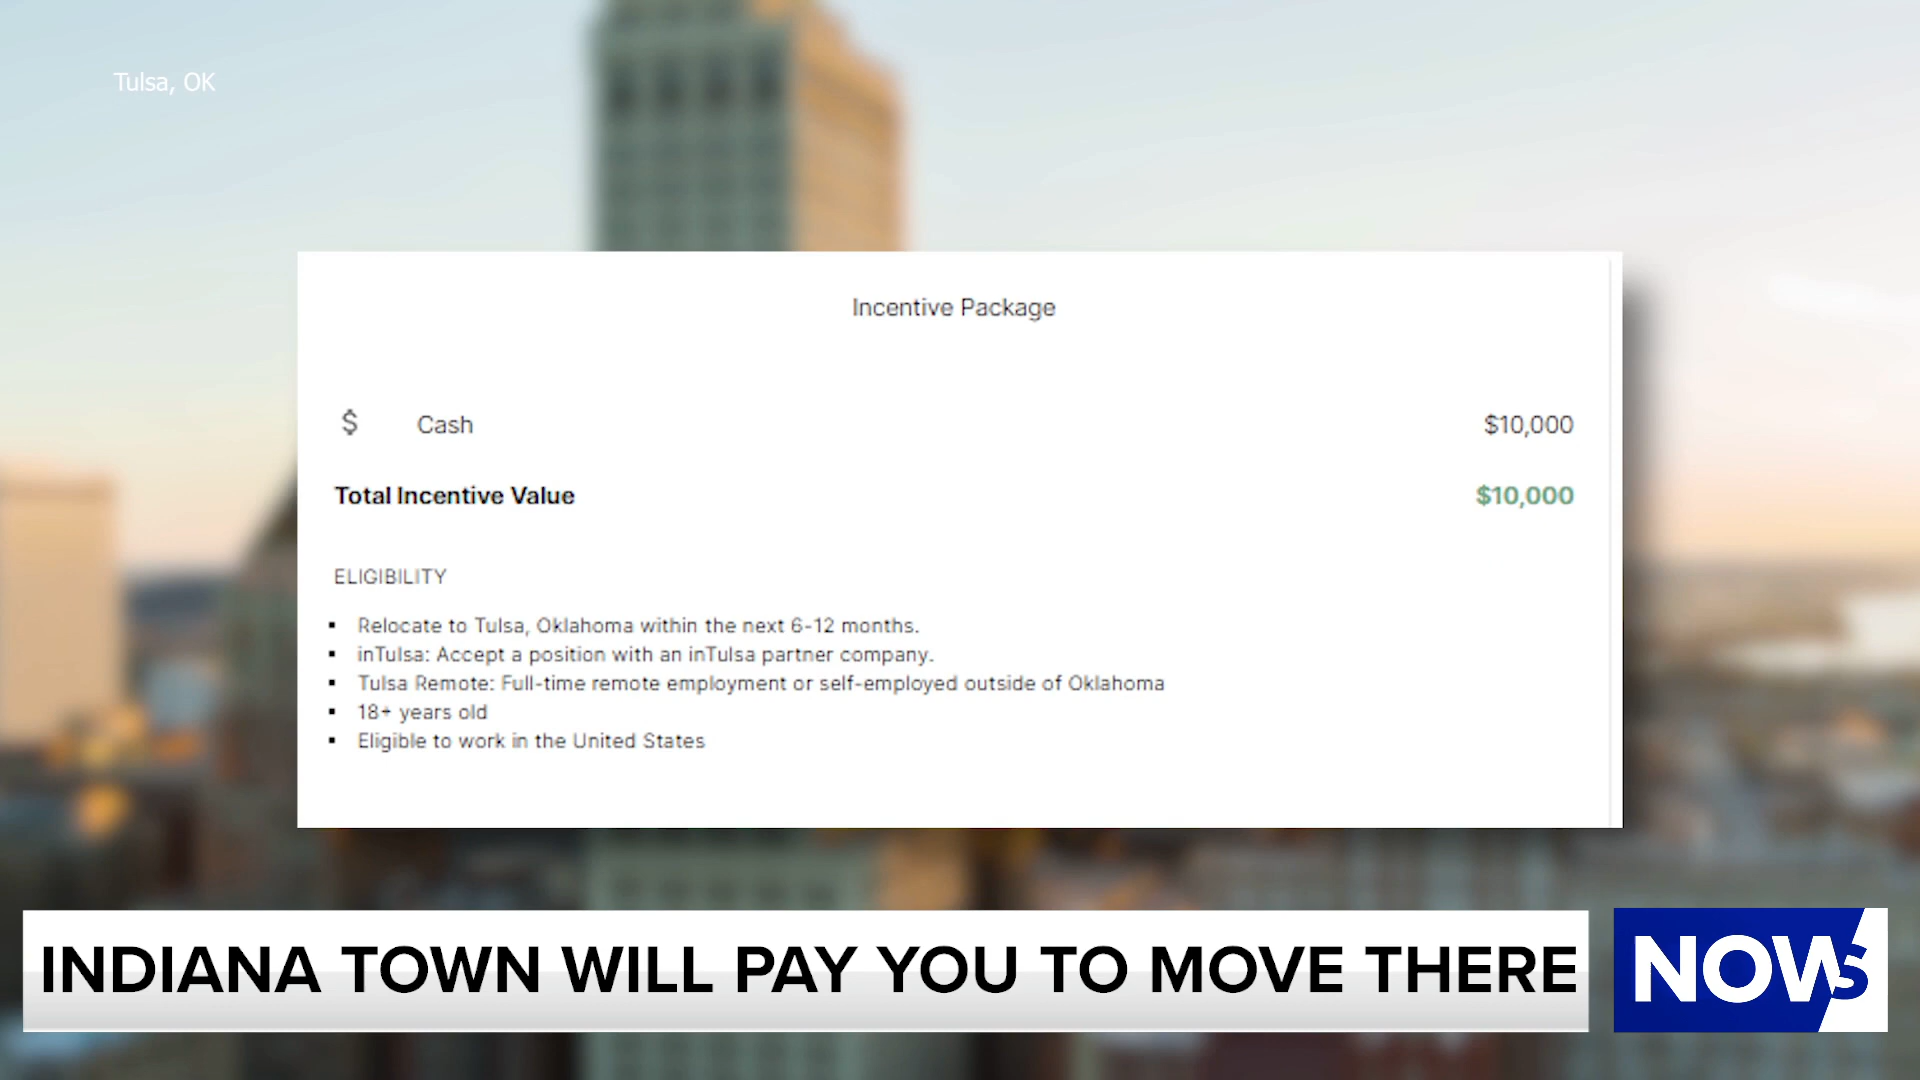 Tulsa, OK
Incentive Package
$ Cash $10,000
Total Incentive Value $10,000
ELIGIBILITY
▪ Relocate to Tulsa, Oklahoma within the next 6-12 months.
▪ inTulsa: Accept a position with an inTulsa partner company.
▪ Tulsa Remote: Full-time remote employment or self-employed outside of Oklahoma
▪ 18+ years old
▪ Eligible to work in the United States
INDIANA TOWN WILL PAY YOU TO MOVE THERE
NOWS